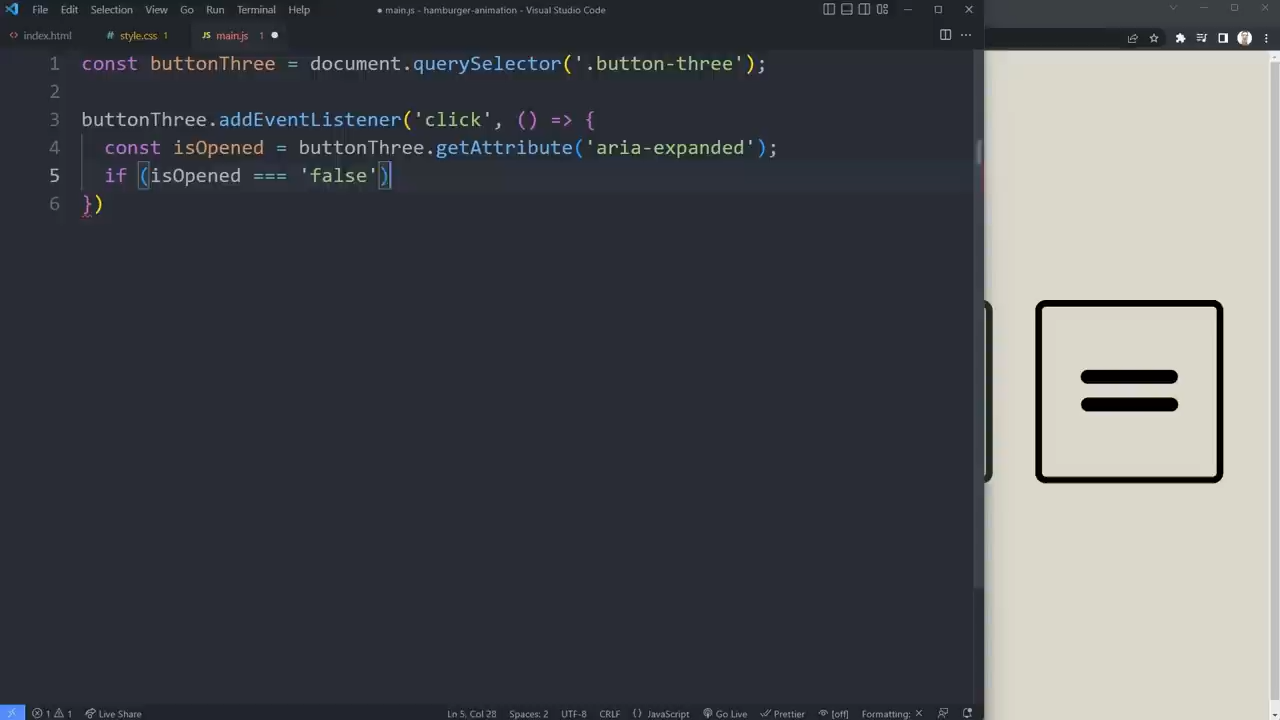 File Edit Selection View Go Run Terminal Help
● main.js - hamburger-animation - Visual Studio Code
index.html
# style.css 1
JS main.js 1 ●
1 const buttonThree = document.querySelector('.button-three');
2
3 buttonThree.addEventListener('click', () => {
4 const isOpened = buttonThree.getAttribute('aria-expanded');
5 if (isOpened === 'false')
6 })
1 1 Live Share Ln 5, Col 28 Spaces: 2 UTF-8 CRLF {} JavaScript Go Live Prettier [off] Formatting: ×